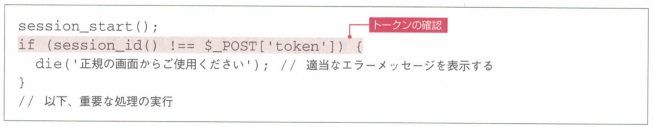 session_start();
トークンの確認
if (session_id() !== $_POST['token']) {
die('正規の画面からご使用ください'); // 適当なエラーメッセージを表示する
}
// 以下、重要な処理の実行